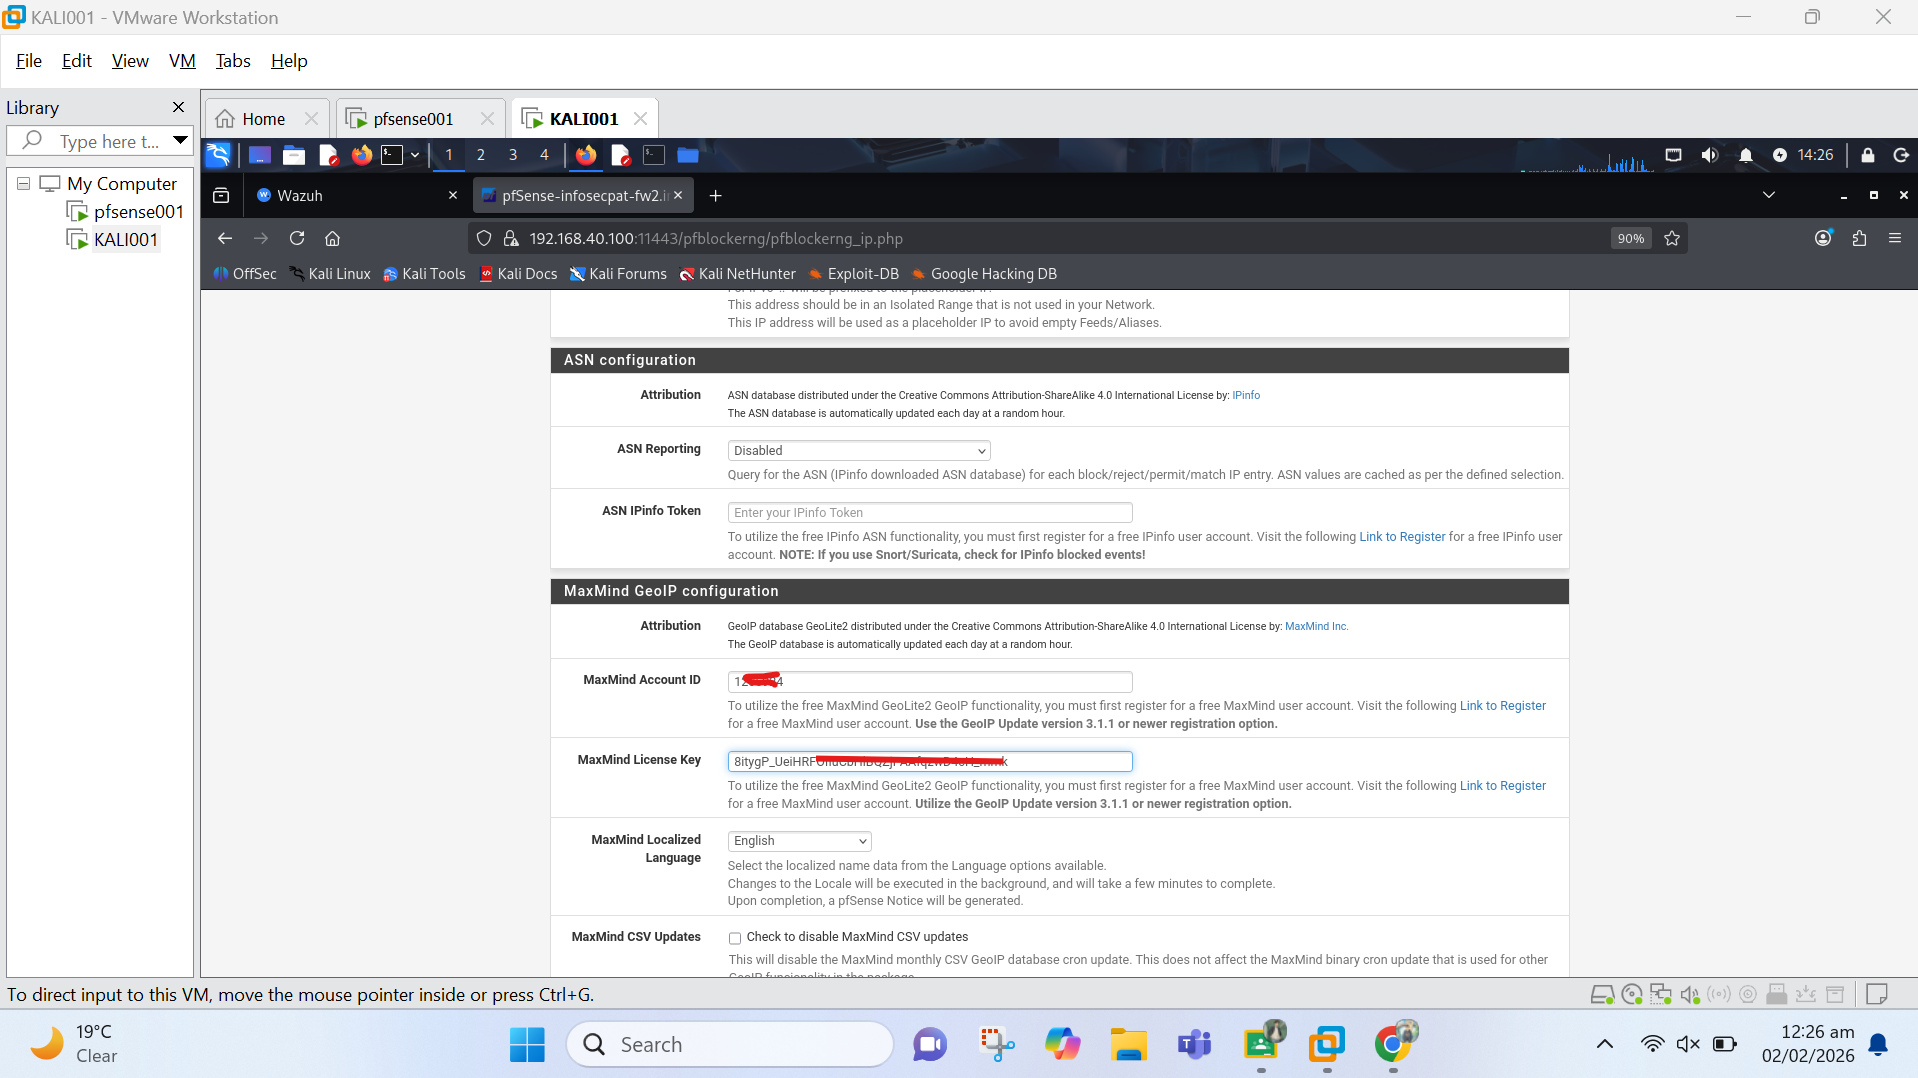 KALI001 - VMware Workstation
File Edit View VM Tabs Help
Library
Type here t...
My Computer
pfsense001
KALI001
Home
pfsense001
KALI001
1 2 3 4
14:26
Wazuh
pfSense-infosecpat-fw2.i
192.168.40.100:11443/pfblockerng/pfblockerng_ip.php
90%
OffSec Kali Linux Kali Tools Kali Docs Kali Forums Kali NetHunter Exploit-DB Google Hacking DB
This address should be in an Isolated Range that is not used in your Network.
This IP address will be used as a placeholder IP to avoid empty Feeds/Aliases.
ASN configuration
Attribution
ASN database distributed under the Creative Commons Attribution-ShareAlike 4.0 International License by: IPinfo
The ASN database is automatically updated each day at a random hour.
ASN Reporting
Disabled
Query for the ASN (IPinfo downloaded ASN database) for each block/reject/permit/match IP entry. ASN values are cached as per the defined selection.
ASN IPinfo Token
Enter your IPinfo Token
To utilize the free IPinfo ASN functionality, you must first register for a free IPinfo user account. Visit the following Link to Register for a free IPinfo user
account. NOTE: If you use Snort/Suricata, check for IPinfo blocked events!
MaxMind GeoIP configuration
Attribution
GeoIP database GeoLite2 distributed under the Creative Commons Attribution-ShareAlike 4.0 International License by: MaxMind Inc.
The GeoIP database is automatically updated each day at a random hour.
MaxMind Account ID
To utilize the free MaxMind GeoLite2 GeoIP functionality, you must first register for a free MaxMind user account. Visit the following Link to Register
for a free MaxMind user account. Use the GeoIP Update version 3.1.1 or newer registration option.
MaxMind License Key
To utilize the free MaxMind GeoLite2 GeoIP functionality, you must first register for a free MaxMind user account. Visit the following Link to Register
for a free MaxMind user account. Utilize the GeoIP Update version 3.1.1 or newer registration option.
MaxMind Localized
Language
English
Select the localized name data from the Language options available.
Changes to the Locale will be executed in the background, and will take a few minutes to complete.
Upon completion, a pfSense Notice will be generated.
MaxMind CSV Updates
Check to disable MaxMind CSV updates
This will disable the MaxMind monthly CSV GeoIP database cron update. This does not affect the MaxMind binary cron update that is used for other
To direct input to this VM, move the mouse pointer inside or press Ctrl+G.
19°C
Clear
Search
12:26 am
02/02/2026